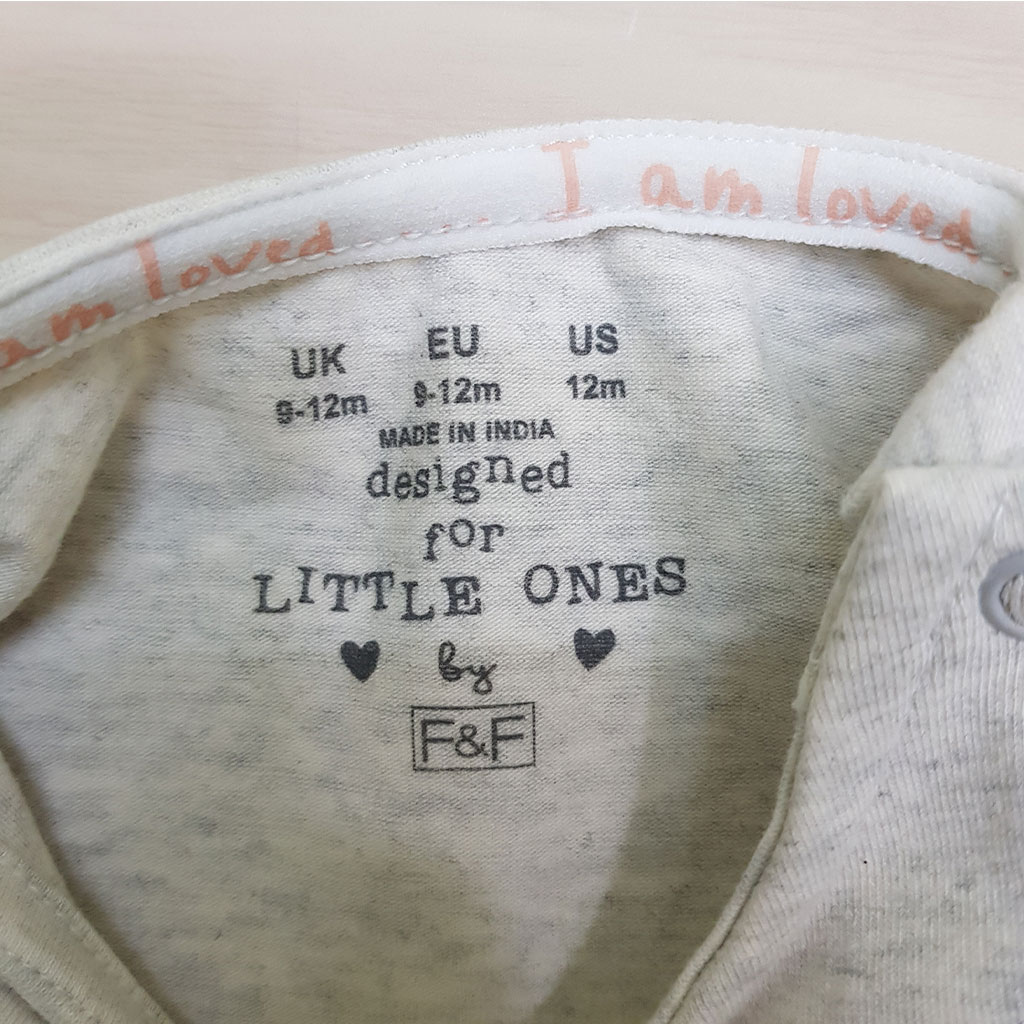 am loved .... I am loved
UK EU US
9-12m 9-12m 12m
MADE IN INDIA
designed
for
LITTLE ONES
by
F&F